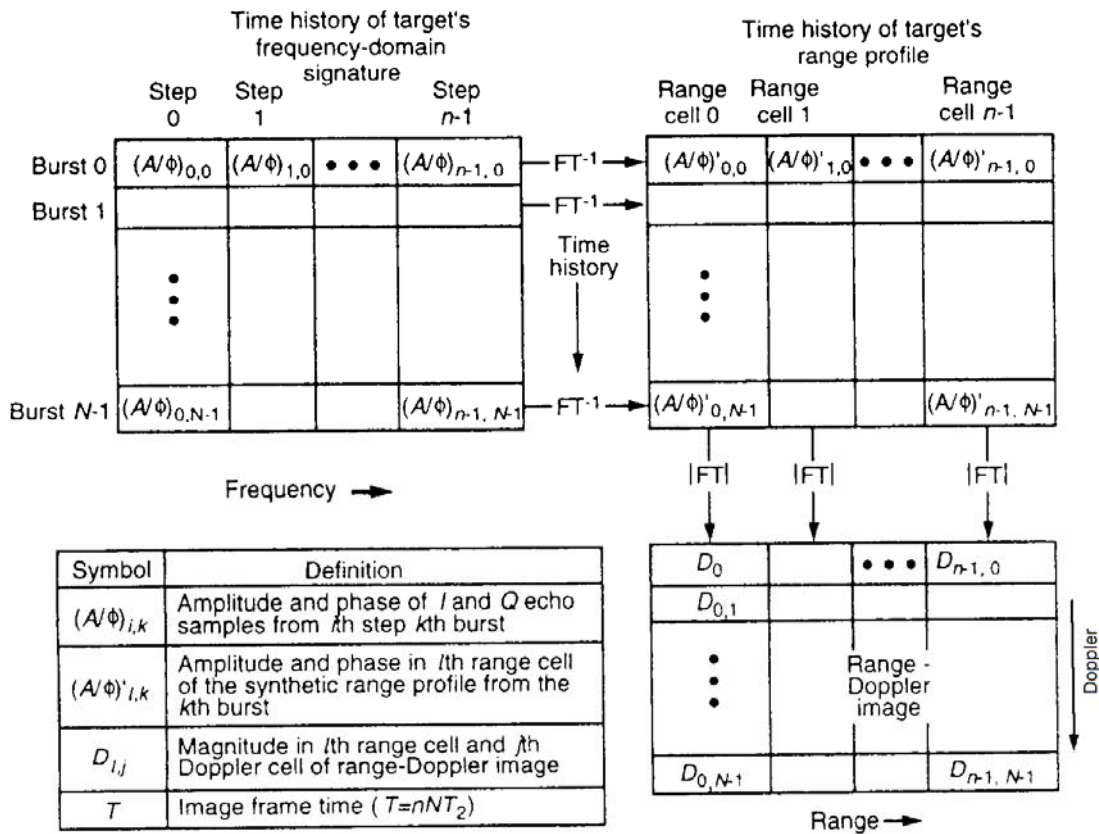 Time history of target's
frequency-domain
signature
Step
0
Step
1
Step
n-1
Burst 0
(A/ϕ)0,0
(A/ϕ)1,0
• • •
(A/ϕ)n-1, 0
Burst 1
Burst N-1
(A/ϕ)0,N-1
(A/ϕ)n-1, N-1
Frequency
FT-1
FT-1
Time
history
FT-1
Time history of target's
range profile
Range
cell 0
Range
cell 1
Range
cell n-1
(A/ϕ)'0,0
(A/ϕ)'1,0
• • •
(A/ϕ)'n-1, 0
(A/ϕ)'0,N-1
(A/ϕ)'n-1, N-1
|FT|
|FT|
|FT|
D0
• • •
Dn-1, 0
D0,1
Range -
Doppler
image
D0,N-1
Dn-1, N-1
Doppler
Range
Symbol
Definition
(A/ϕ)i,k
Amplitude and phase of I and Q echo
samples from ith step kth burst
(A/ϕ)'l,k
Amplitude and phase in lth range cell
of the synthetic range profile from the
kth burst
Dl,j
Magnitude in lth range cell and jth
Doppler cell of range-Doppler image
T
Image frame time ( T=nNT2)